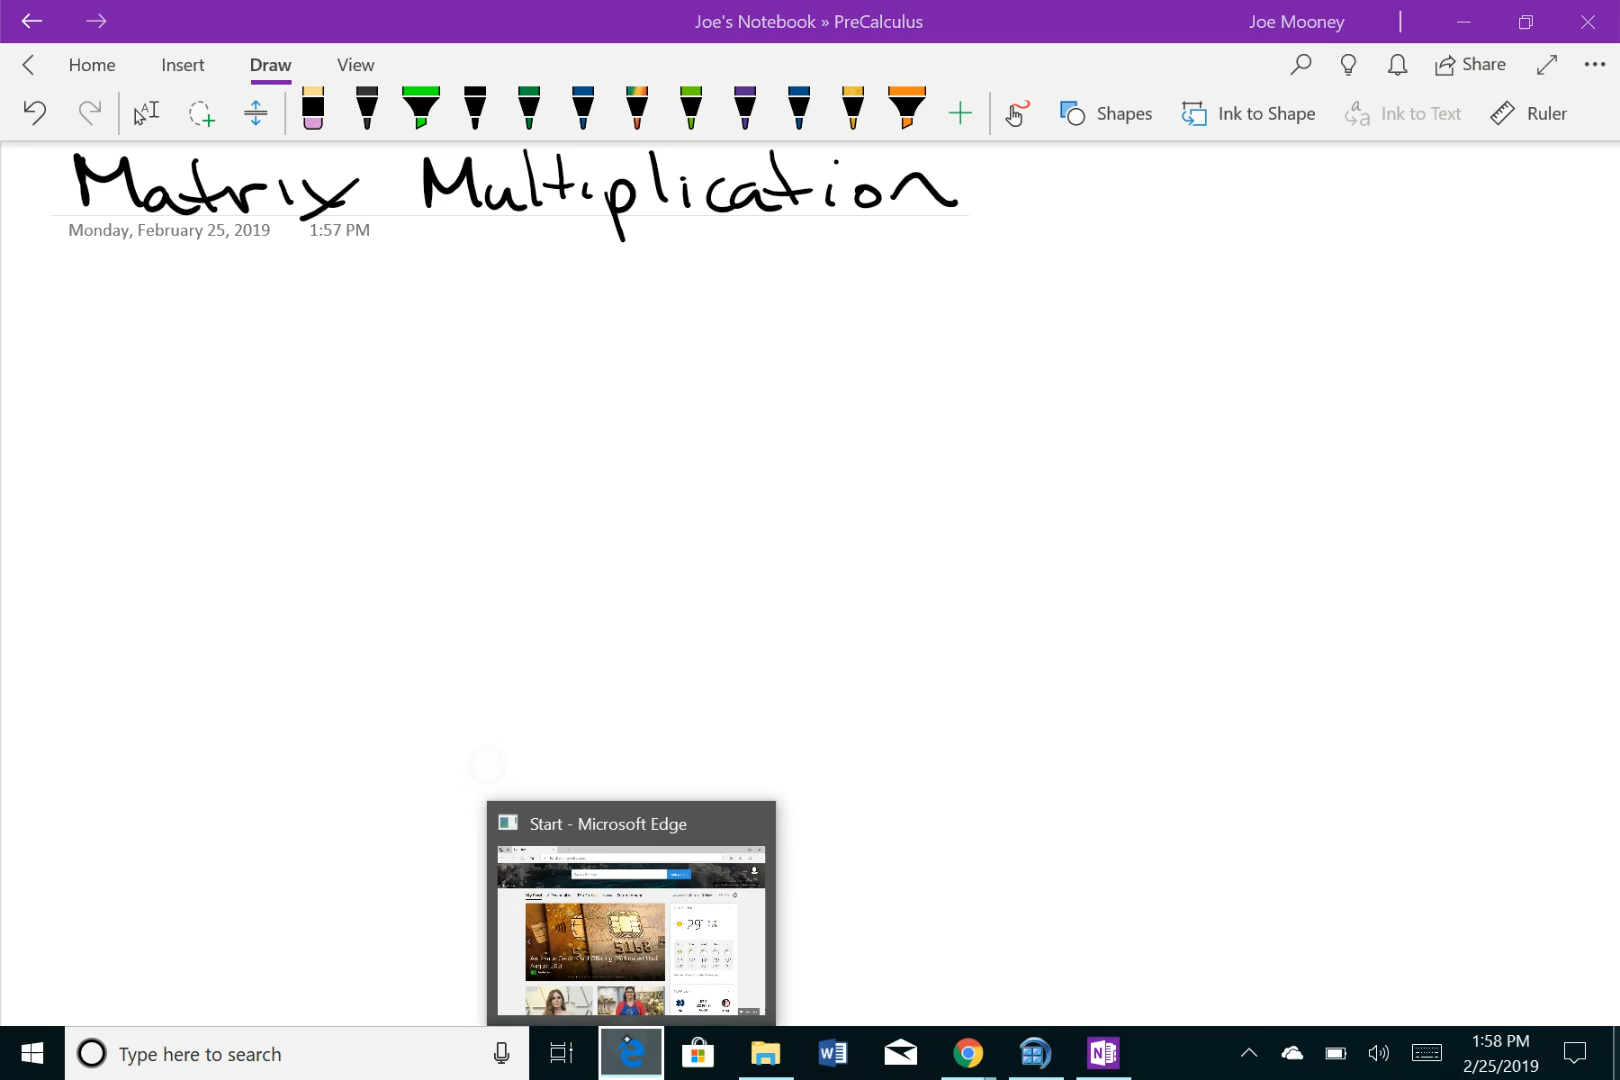 Joe's Notebook » PreCalculus
Joe Mooney
Home Insert Draw View
Share
Shapes
Ink to Shape
Ink to Text
Ruler
Matrix Multiplication
Monday, February 25, 2019 1:57 PM
Start - Microsoft Edge
5168
29°
Type here to search
1:58 PM
2/25/2019